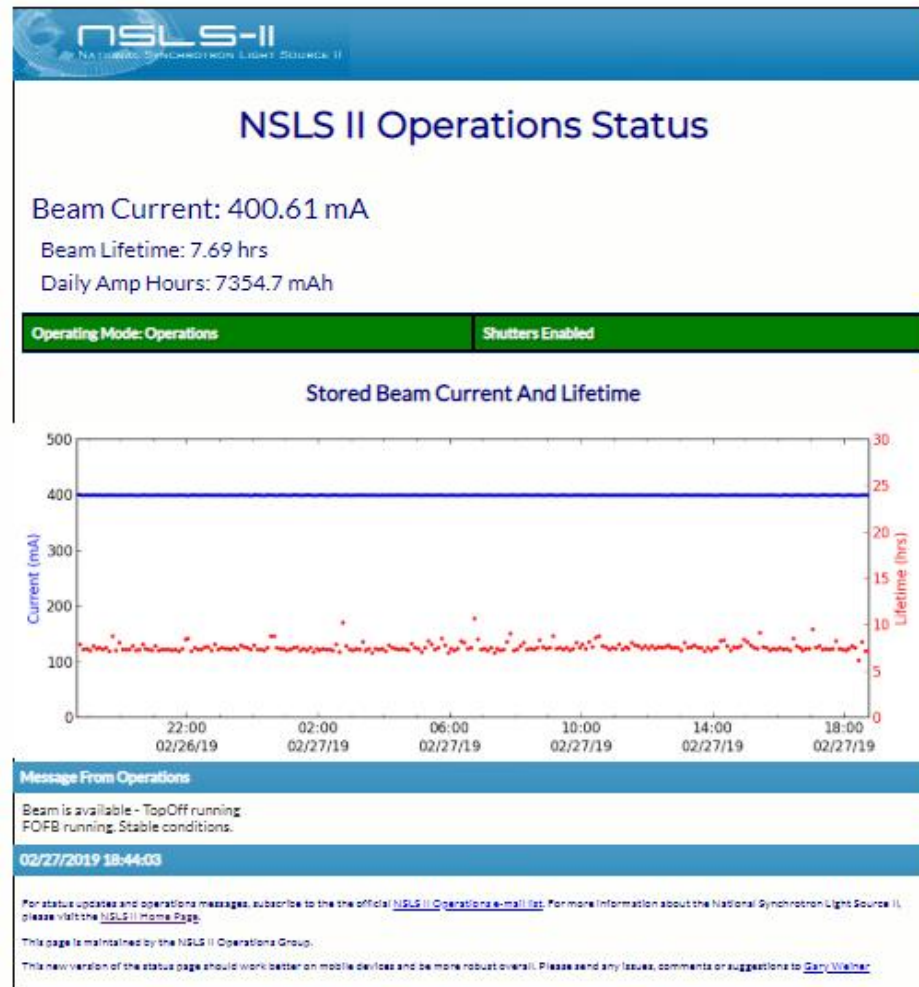 NSLS-II
NATIONAL SYNCHROTRON LIGHT SOURCE II
NSLS II Operations Status
Beam Current: 400.61 mA
Beam Lifetime: 7.69 hrs
Daily Amp Hours: 7354.7 mAh
Operating Mode: Operations
Shutters Enabled
Stored Beam Current And Lifetime
500
400
300
200
100
0
Current (mA)
30
25
20
15
10
5
0
Lifetime (hrs)
22:00 02:00 06:00 10:00 14:00 18:00
02/26/19 02/27/19 02/27/19 02/27/19 02/27/19 02/27/19
Message From Operations
Beam is available - TopOff running
FOFB running. Stable conditions.
02/27/2019 18:44:03
For status updates and operations messages, subscribe to the the official NSLS II Operations e-mail list. For more information about the National Synchrotron Light Source II,
please visit the NSLS II Home Page.
This page is maintained by the NSLS II Operations Group.
This new version of the status page should work better on mobile devices and be more robust overall. Please send any issues, comments or suggestions to Gary Weiner